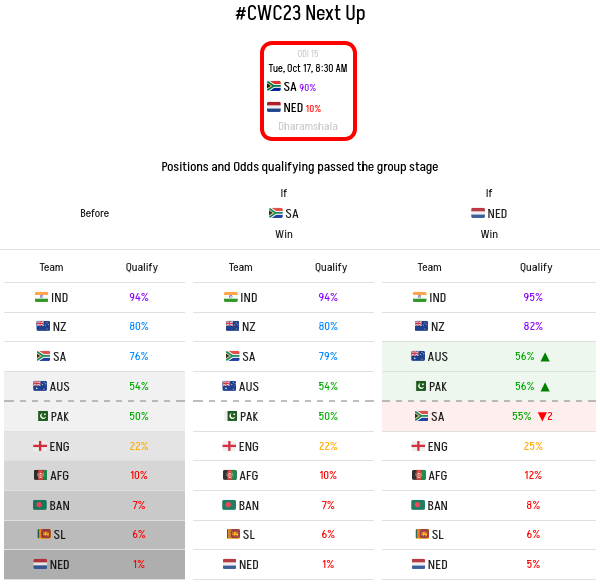 #CWC23 Next Up
ODI 15
Tue, Oct 17, 8:30 AM
SA 90%
NED 10%
Dharamshala
Positions and Odds qualifying passed the group stage
Before
If
SA
Win
If
NED
Win
Team Qualify Team Qualify Team Qualify
IND 94% IND 94% IND 95%
NZ 80% NZ 80% NZ 82%
SA 76% SA 79% AUS 56% ▲
AUS 54% AUS 54% PAK 56% ▲
PAK 50% PAK 50% SA 55% ▼2
ENG 22% ENG 22% ENG 25%
AFG 10% AFG 10% AFG 12%
BAN 7% BAN 7% BAN 8%
SL 6% SL 6% SL 6%
NED 1% NED 1% NED 5%